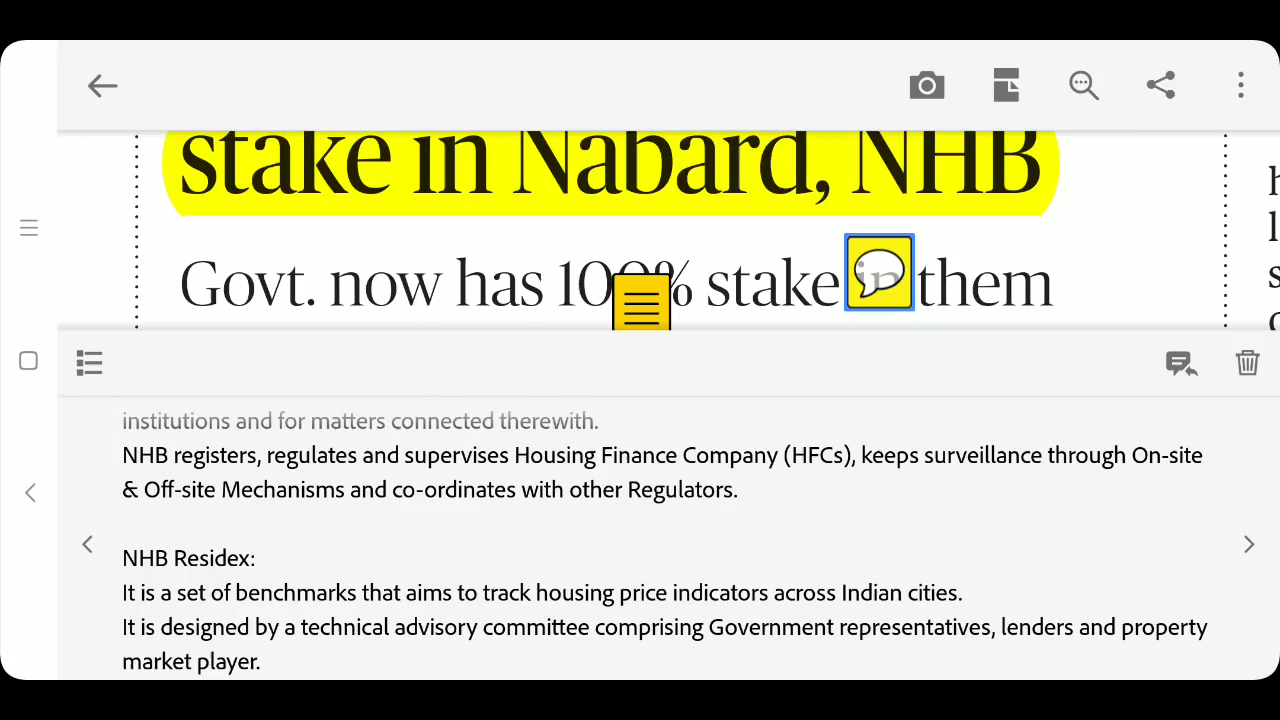 stake in Nabard, NHB
Govt. now has 100% stake in them
institutions and for matters connected therewith.
NHB registers, regulates and supervises Housing Finance Company (HFCs), keeps surveillance through On-site
& Off-site Mechanisms and co-ordinates with other Regulators.
NHB Residex:
It is a set of benchmarks that aims to track housing price indicators across Indian cities.
It is designed by a technical advisory committee comprising Government representatives, lenders and property
market player.